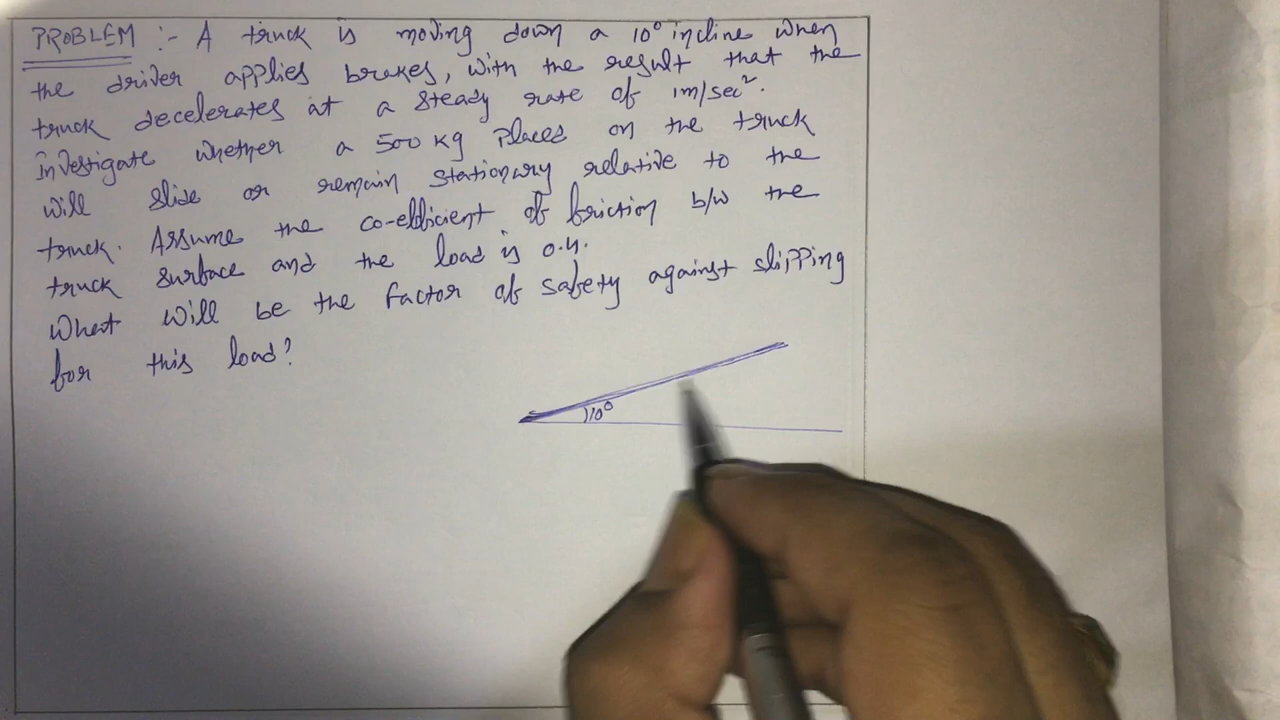 PROBLEM :- A truck is moving down a 10° incline when
the driver applies brakes, with the result that the
truck decelerates at a steady rate of 1m/sec².
Investigate whether a 500 kg places on the truck
will slide or remain stationary relative to the
truck. Assume the co-efficient of friction b/w the
truck surface and the load is 0.4.
What will be the factor of safety against slipping
for this load?
10°